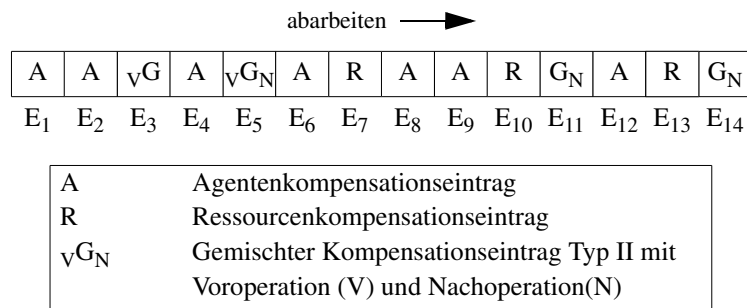 abarbeiten
A A VG A VGN A R A A R GN A R GN
E1 E2 E3 E4 E5 E6 E7 E8 E9 E10 E11 E12 E13 E14
A Agentenkompensationseintrag
R Ressourcenkompensationseintrag
VGN Gemischter Kompensationseintrag Typ II mit
Voroperation (V) und Nachoperation(N)